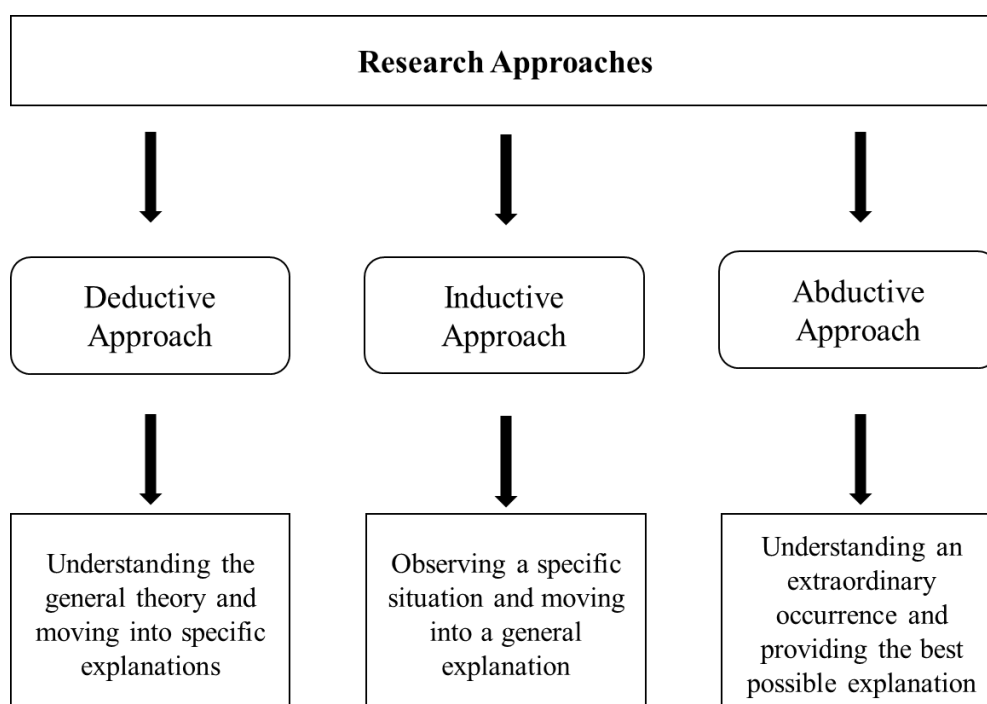 Research Approaches
Deductive
Approach
Inductive
Approach
Abductive
Approach
Understanding the
general theory and
moving into specific
explanations
Observing a specific
situation and moving
into a general
explanation
Understanding an
extraordinary
occurrence and
providing the best
possible explanation